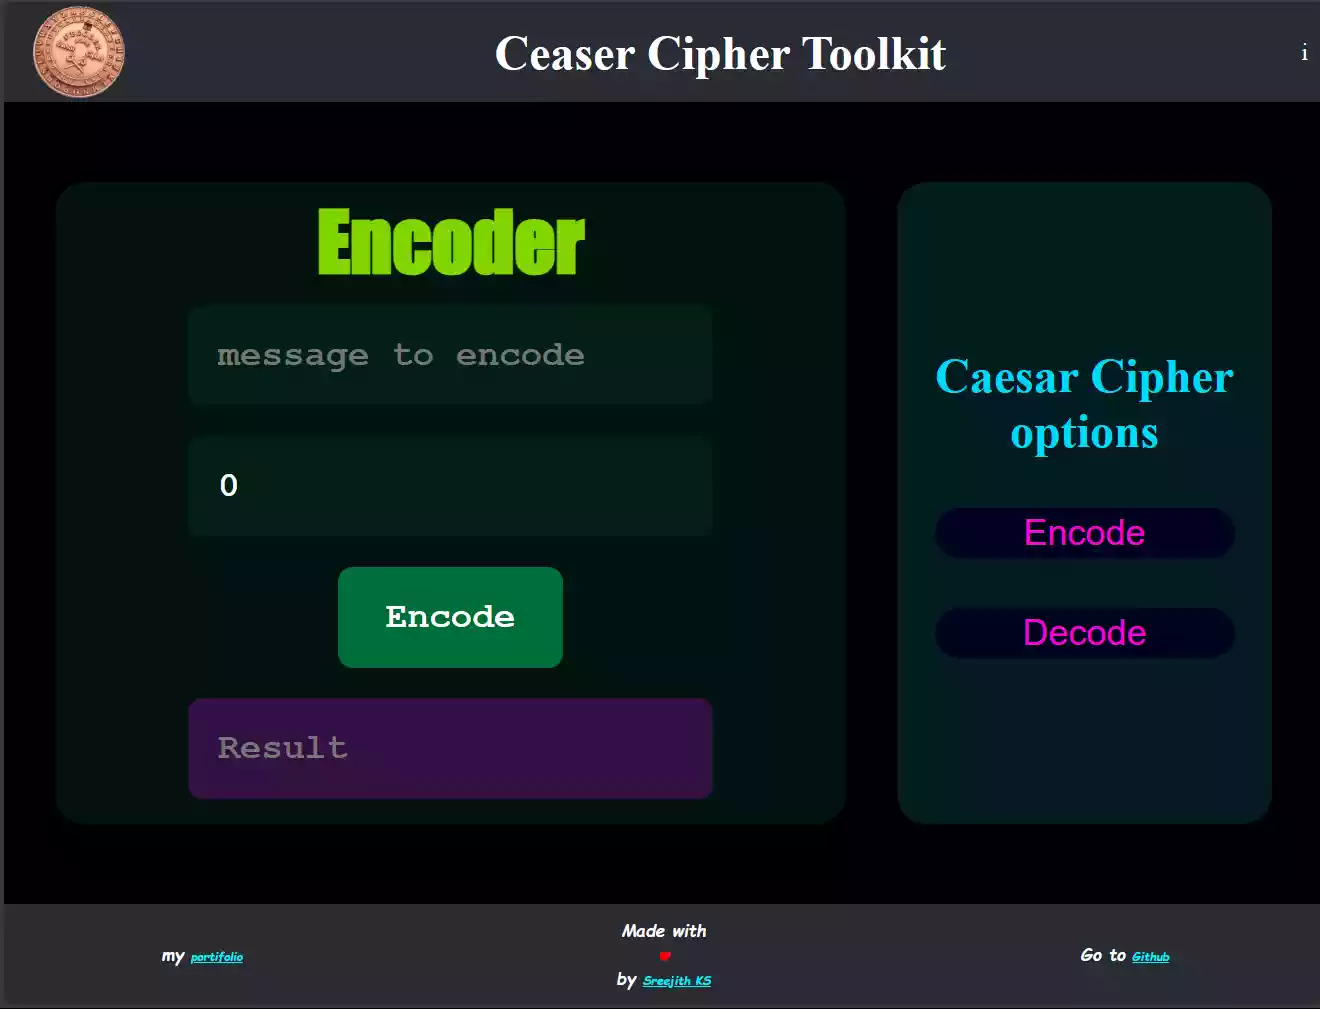 Ceaser Cipher Toolkit
i
Encoder
message to encode
0
Encode
Result
Caesar Cipher
options
Encode
Decode
my portifolio
Made with
by Sreejith KS
Go to Github